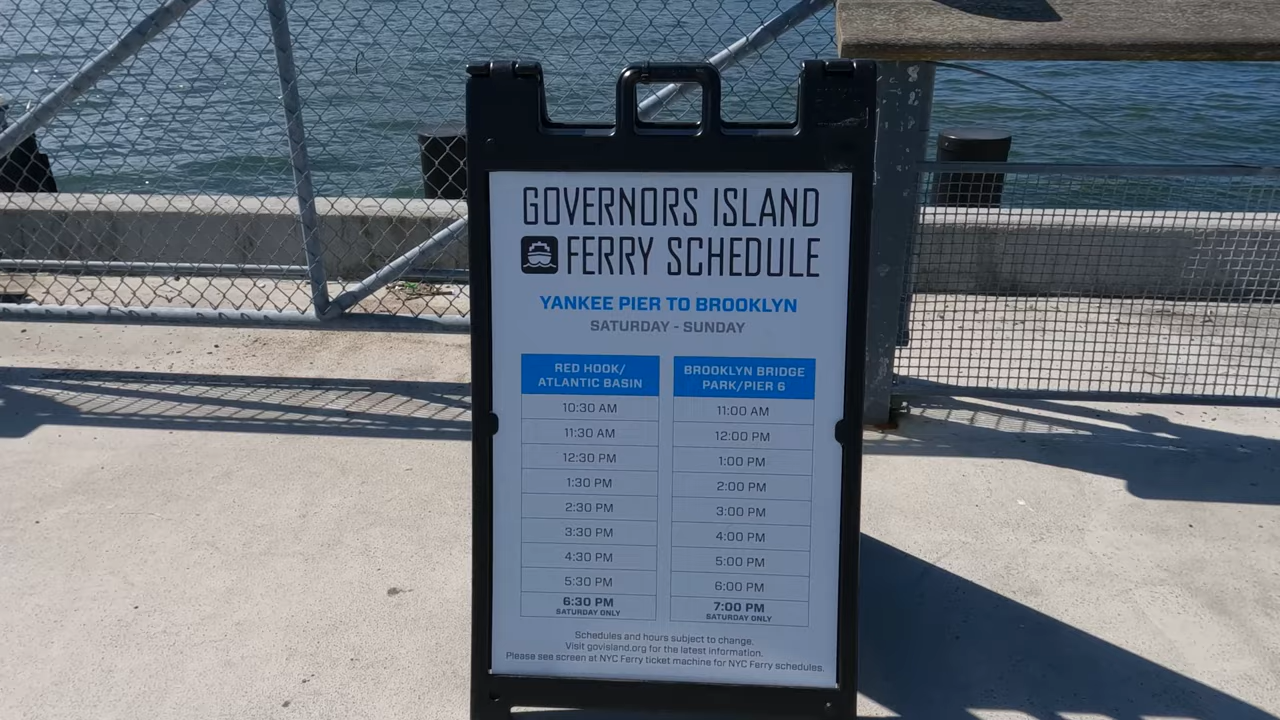 GOVERNORS ISLAND
FERRY SCHEDULE
YANKEE PIER TO BROOKLYN
SATURDAY - SUNDAY
RED HOOK/
ATLANTIC BASIN
10:30 AM
11:30 AM
12:30 PM
1:30 PM
2:30 PM
3:30 PM
4:30 PM
5:30 PM
6:30 PM
SATURDAY ONLY
BROOKLYN BRIDGE
PARK/PIER 6
11:00 AM
12:00 PM
1:00 PM
2:00 PM
3:00 PM
4:00 PM
5:00 PM
6:00 PM
7:00 PM
SATURDAY ONLY
Schedules and hours subject to change.
Visit govisland.org for the latest information.
Please see screen at NYC Ferry ticket machine for NYC Ferry schedules.